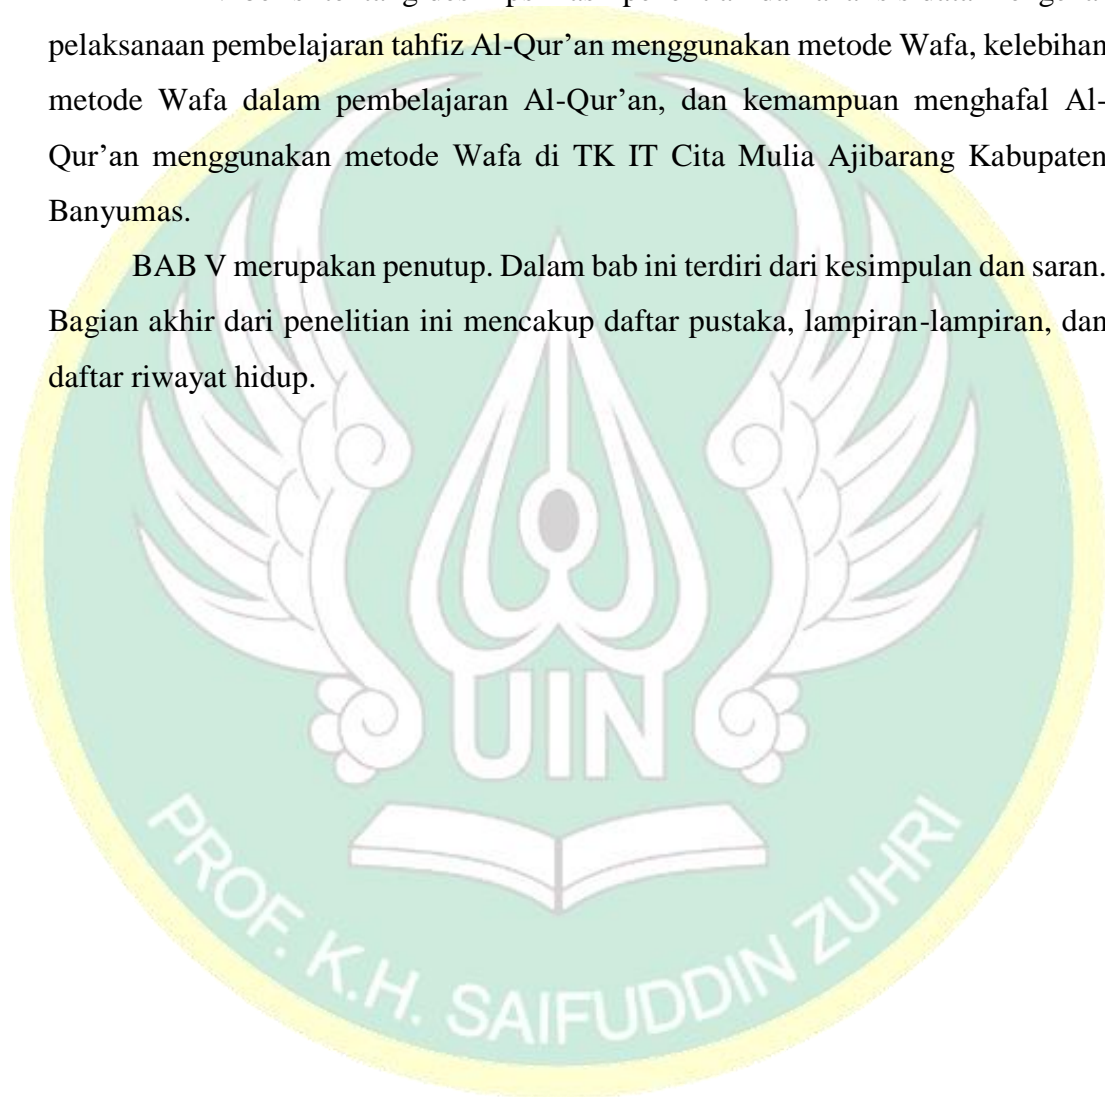 pelaksanaan pembelajaran tahfiz Al-Qur’an menggunakan metode Wafa, kelebihan
metode Wafa dalam pembelajaran Al-Qur’an, dan kemampuan menghafal Al-
Qur’an menggunakan metode Wafa di TK IT Cita Mulia Ajibarang Kabupaten
Banyumas.
BAB V merupakan penutup. Dalam bab ini terdiri dari kesimpulan dan saran.
Bagian akhir dari penelitian ini mencakup daftar pustaka, lampiran-lampiran, dan
daftar riwayat hidup.
UIN
PROF. K.H. SAIFUDDIN ZUHRI